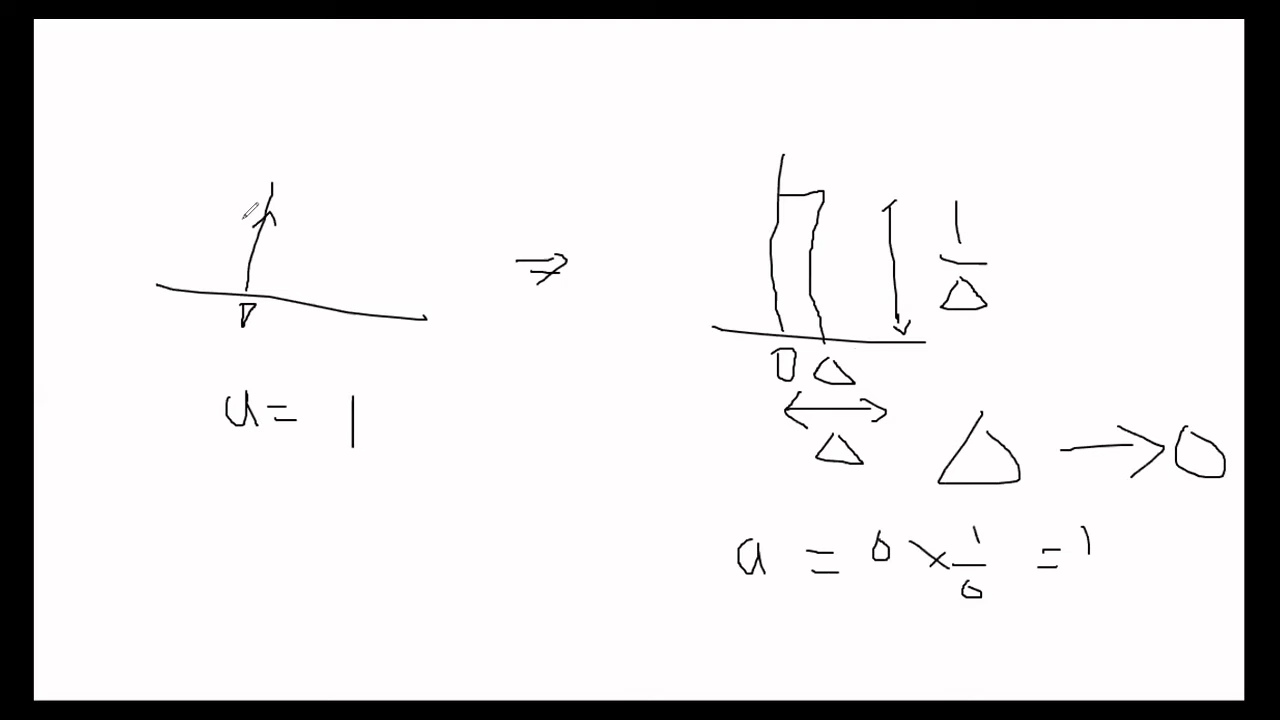 0
a = 1
⇒
1/Δ
0 Δ
Δ
Δ → 0
a = 0 × 1/0 = 1